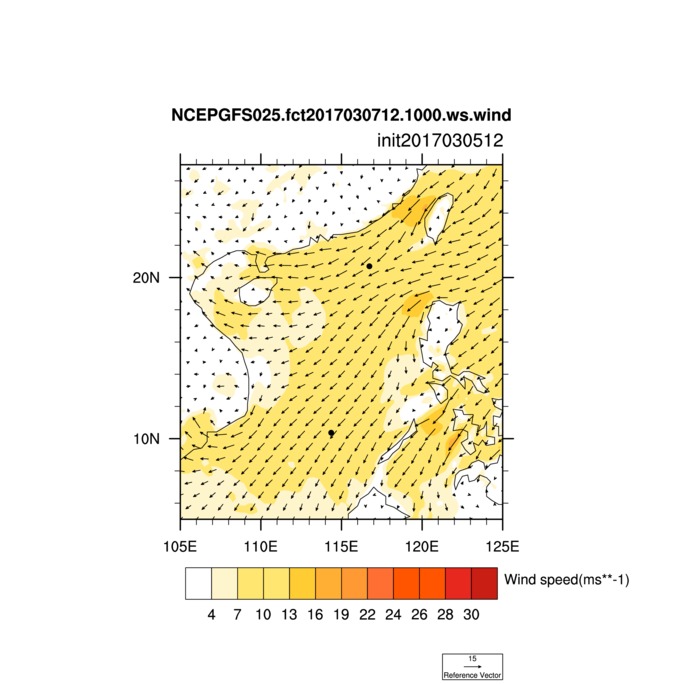 NCEPGFS025.fct2017030712.1000.ws.wind
init2017030512
20N
10N
105E 110E 115E 120E 125E
Wind speed(ms**-1)
4 7 10 13 16 19 22 24 26 28 30
15
Reference Vector